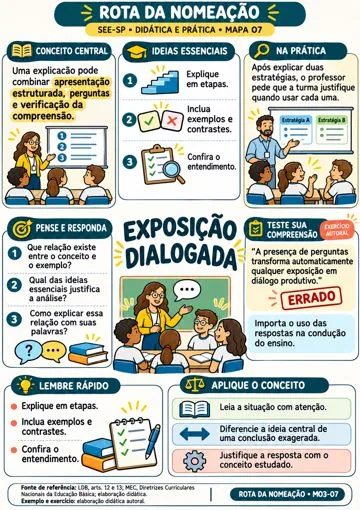 ROTA DA NOMEAÇÃO
SEE-SP • DIDÁTICA E PRÁTICA • MAPA 07
CONCEITO CENTRAL
Uma explicação pode
combinar apresentação
estruturada, perguntas
e verificação da
compreensão.
1
2
3
IDEIAS ESSENCIAIS
1
Explique
em etapas.
2
Inclua
exemplos e
contrastes.
3
Confira o
entendimento.
NA PRÁTICA
Após explicar duas
estratégias, o professor
pede que a turma justifique
quando usar cada uma.
Estratégia A
Estratégia B
PENSE E RESPONDA
1
Que relação existe
entre o conceito e
o exemplo?
2
Qual das ideias
essenciais justifica
a análise?
3
Como explicar essa
relação com suas
palavras?
?
EXPOSIÇÃO
DIALOGADA
TESTE SUA
COMPREENSÃO
EXERCÍCIO
AUTORAL
"A presença de perguntas
transforma automaticamente
qualquer exposição em
diálogo produtivo."
ERRADO
Importa o uso das
respostas na condução
do ensino.
LEMBRE RÁPIDO
Explique em etapas.
Inclua exemplos e
contrastes.
Confira o
entendimento.
APLIQUE O CONCEITO
Leia a situação com atenção.
Diferencie a ideia central de
uma conclusão exagerada.
Justifique a resposta com o
conceito estudado.
Fonte de referência: LDB, arts. 12 e 13; MEC, Diretrizes Curriculares
Nacionais da Educação Básica; elaboração didática.
Exemplo e exercício: elaboração autoral.
ROTA DA NOMEAÇÃO • M03-07